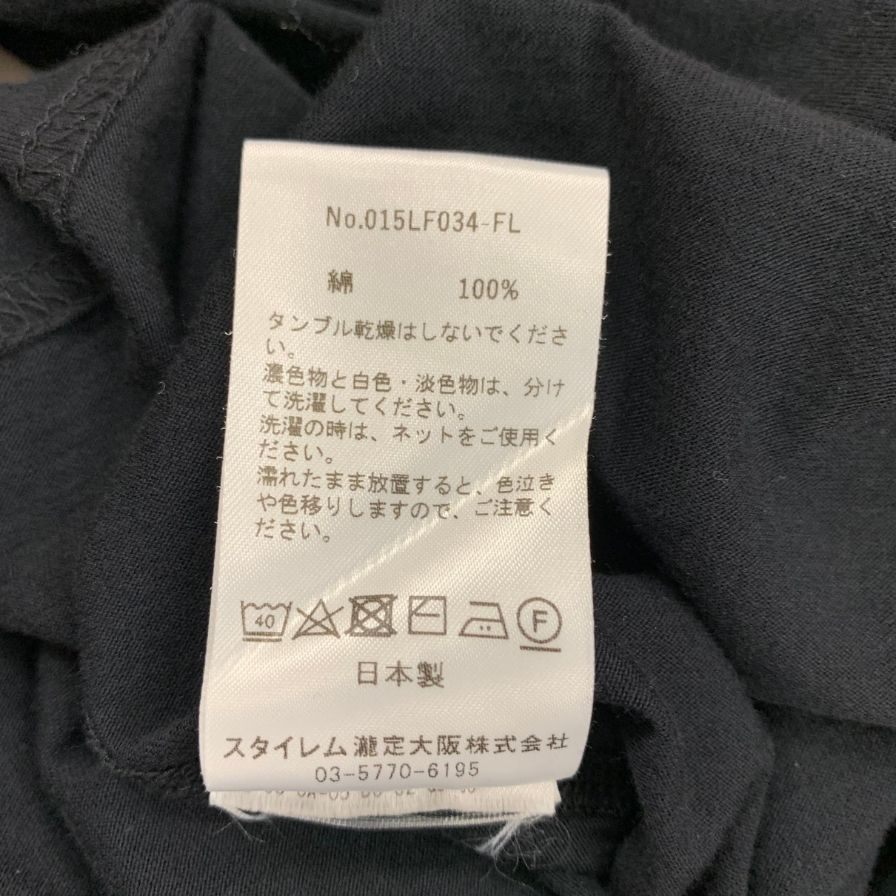 No.015LF034-FL
綿 100%
タンブル乾燥はしないでくださ
い。
濃色物と白色・淡色物は、分け
て洗濯してください。
洗濯の時は、ネットをご使用く
ださい。
濡れたまま放置すると、色泣き
や色移りしますので、ご注意く
ださい。
40 F
日本製
スタイレム瀧定大阪株式会社
03-5770-6195